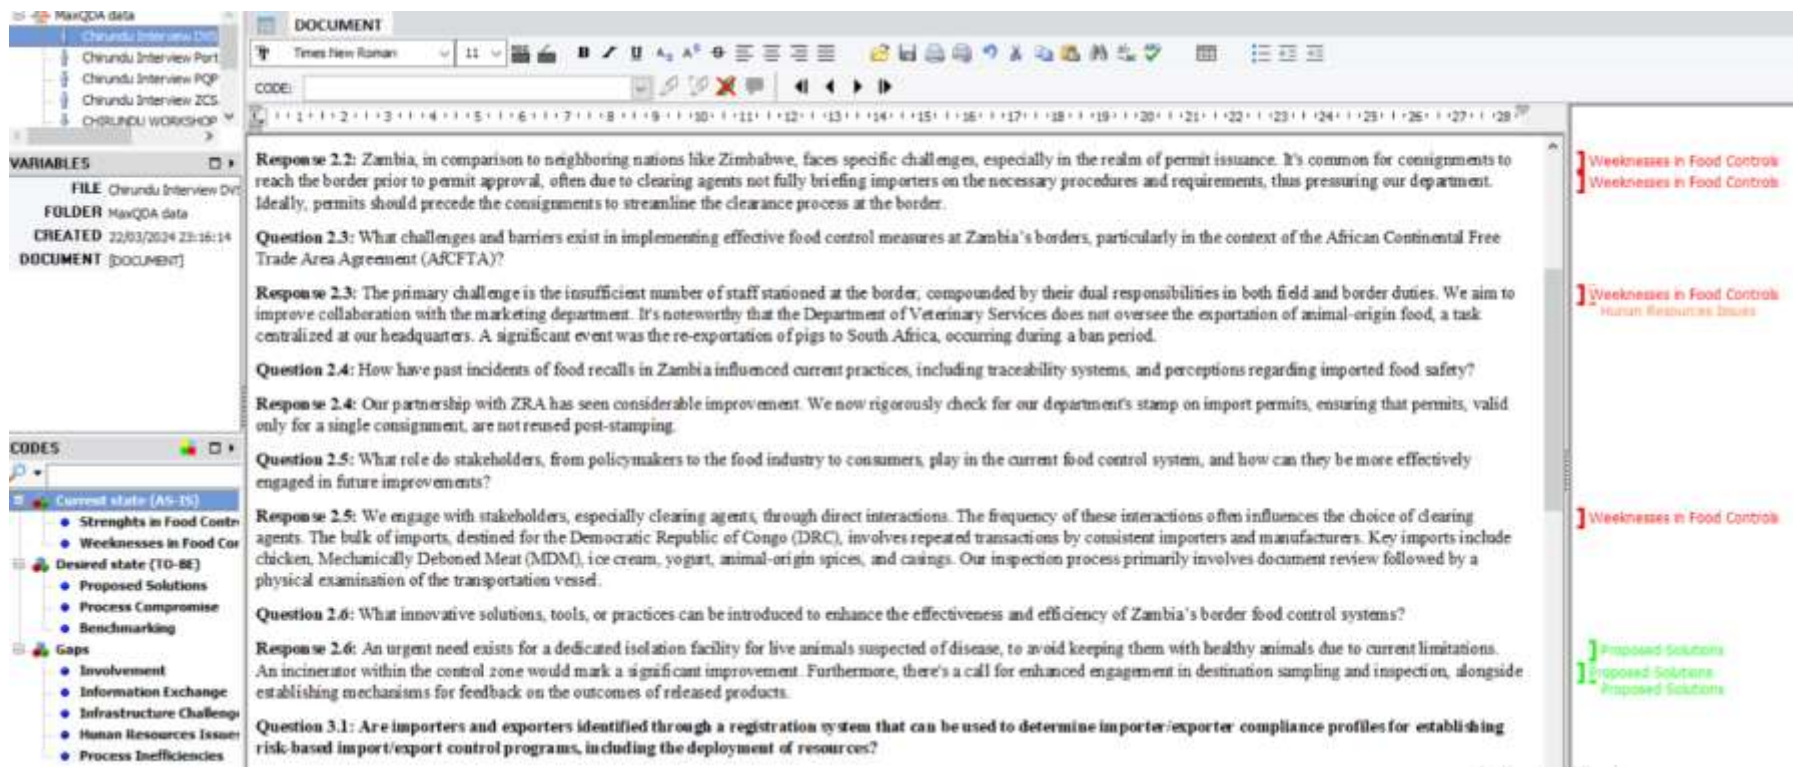 MaxQDA data
Chirundu Interview DVS
Chirundu Interview Port
Chirundu Interview PQP
Chirundu Interview ZCS
CHIRUNDU WORKSHOP
VARIABLES
FILE Chirundu Interview DVS
FOLDER MaxQDA data
CREATED 22/03/2024 23:16:14
DOCUMENT [DOCUMENT]
CODES
Current state (AS-IS)
Strenghts in Food Contr
Weeknesses in Food Cor
Desired state (TO-BE)
Proposed Solutions
Process Compromise
Benchmarking
Gaps
Involvement
Information Exchange
Infrastructure Challeng
Human Resources Issues
Process Inefficiencies
DOCUMENT
Times New Roman 11
CODE:
1 2 3 4 5 6 7 8 9 10 11 12 13 14 15 16 17 18 19 20 21 22 23 24 25 26 27 28
Response 2.2: Zambia, in comparison to neighboring nations like Zimbabwe, faces specific challenges, especially in the realm of permit issuance. It's common for consignments to
reach the border prior to permit approval, often due to clearing agents not fully briefing importers on the necessary procedures and requirements, thus pressuring our department.
Ideally, permits should precede the consignments to streamline the clearance process at the border.
Question 2.3: What challenges and barriers exist in implementing effective food control measures at Zambia's borders, particularly in the context of the African Continental Free
Trade Area Agreement (AfCFTA)?
Response 2.3: The primary challenge is the insufficient number of staff stationed at the border, compounded by their dual responsibilities in both field and border duties. We aim to
improve collaboration with the marketing department. It's noteworthy that the Department of Veterinary Services does not oversee the exportation of animal-origin food, a task
centralized at our headquarters. A significant event was the re-exportation of pigs to South Africa, occurring during a ban period.
Question 2.4: How have past incidents of food recalls in Zambia influenced current practices, including traceability systems, and perceptions regarding imported food safety?
Response 2.4: Our partnership with ZRA has seen considerable improvement. We now rigorously check for our department's stamp on import permits, ensuring that permits, valid
only for a single consignment, are not reused post-stamping.
Question 2.5: What role do stakeholders, from policymakers to the food industry to consumers, play in the current food control system, and how can they be more effectively
engaged in future improvements?
Response 2.5: We engage with stakeholders, especially clearing agents, through direct interactions. The frequency of these interactions often influences the choice of clearing
agents. The bulk of imports, destined for the Democratic Republic of Congo (DRC), involves repeated transactions by consistent importers and manufacturers. Key imports include
chicken, Mechanically Deboned Meat (MDM), ice cream, yogurt, animal-origin spices, and casings. Our inspection process primarily involves document review followed by a
physical examination of the transportation vessel.
Question 2.6: What innovative solutions, tools, or practices can be introduced to enhance the effectiveness and efficiency of Zambia's border food control systems?
Response 2.6: An urgent need exists for a dedicated isolation facility for live animals suspected of disease, to avoid keeping them with healthy animals due to current limitations.
An incinerator within the control zone would mark a significant improvement. Furthermore, there's a call for enhanced engagement in destination sampling and inspection, alongside
establishing mechanisms for feedback on the outcomes of released products.
Question 3.1: Are importers and exporters identified through a registration system that can be used to determine importer/exporter compliance profiles for establishing
risk-based import/export control programs, including the deployment of resources?
Weeknesses in Food Controls
Weeknesses in Food Controls
Weeknesses in Food Controls
Human Resources Issues
Weeknesses in Food Controls
Proposed Solutions
Proposed Solutions
Proposed Solutions